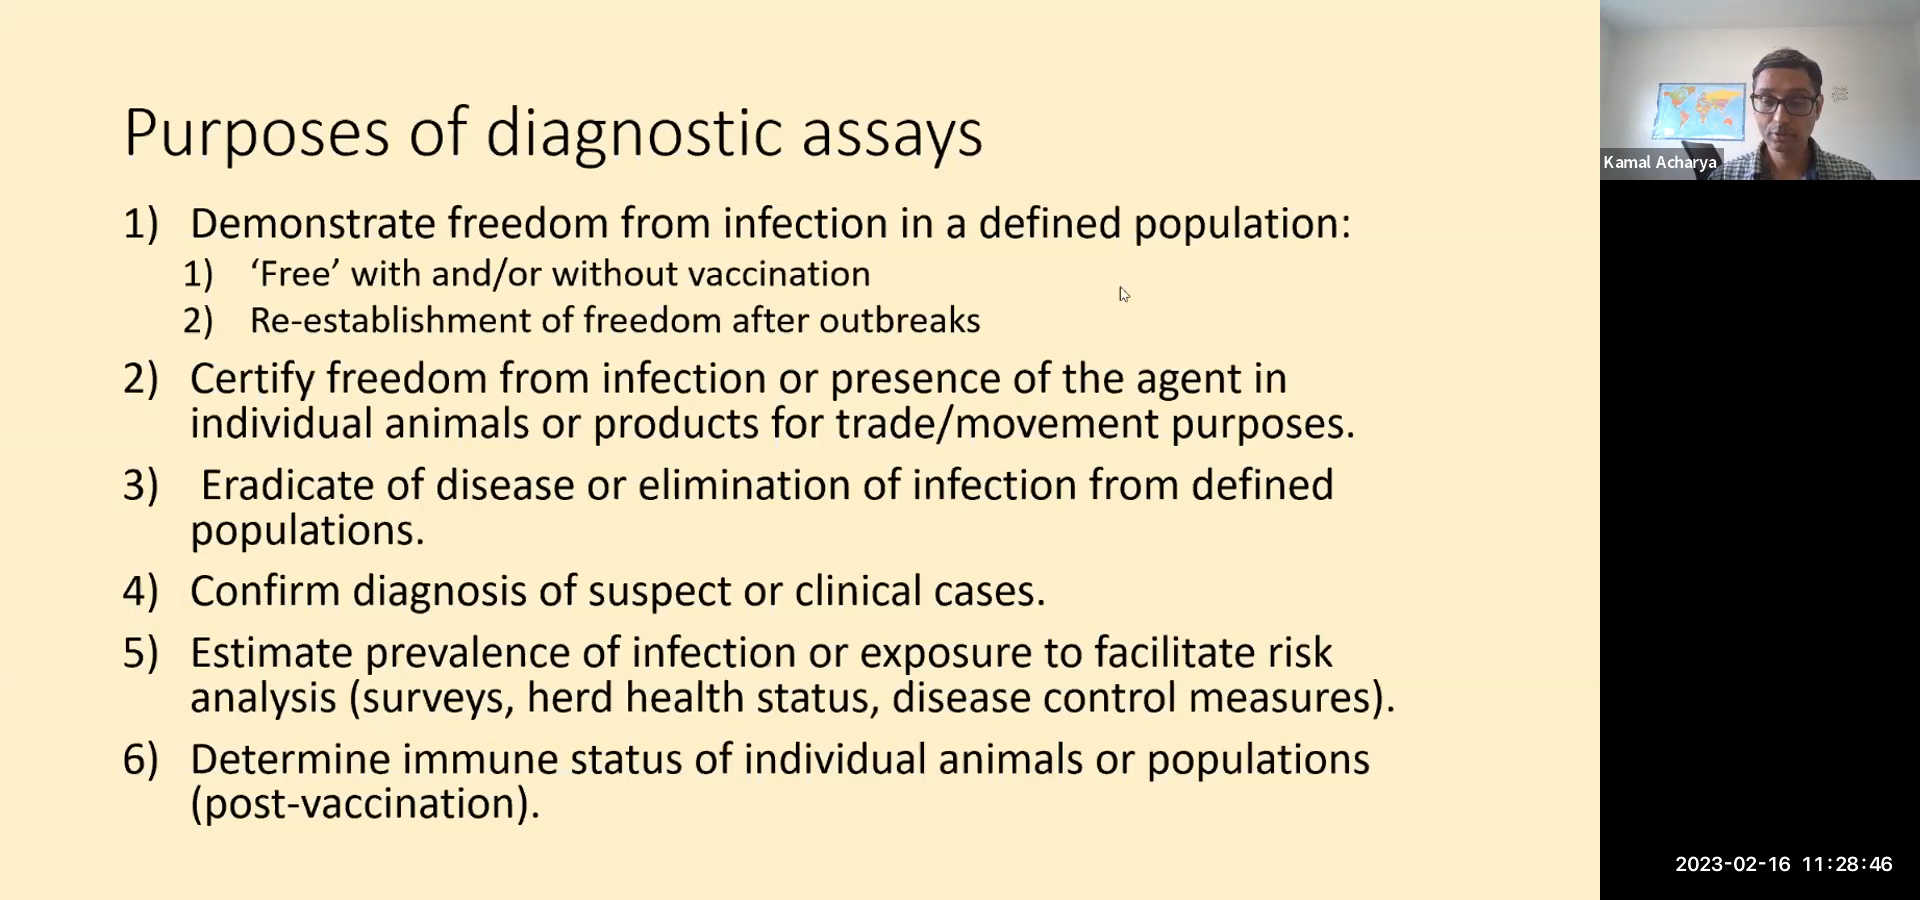 Purposes of diagnostic assays
1) Demonstrate freedom from infection in a defined population:
1) ‘Free’ with and/or without vaccination
2) Re-establishment of freedom after outbreaks
2) Certify freedom from infection or presence of the agent in
individual animals or products for trade/movement purposes.
3) Eradicate of disease or elimination of infection from defined
populations.
4) Confirm diagnosis of suspect or clinical cases.
5) Estimate prevalence of infection or exposure to facilitate risk
analysis (surveys, herd health status, disease control measures).
6) Determine immune status of individual animals or populations
(post-vaccination).
Kamal Acharya
2023-02-16 11:28:46